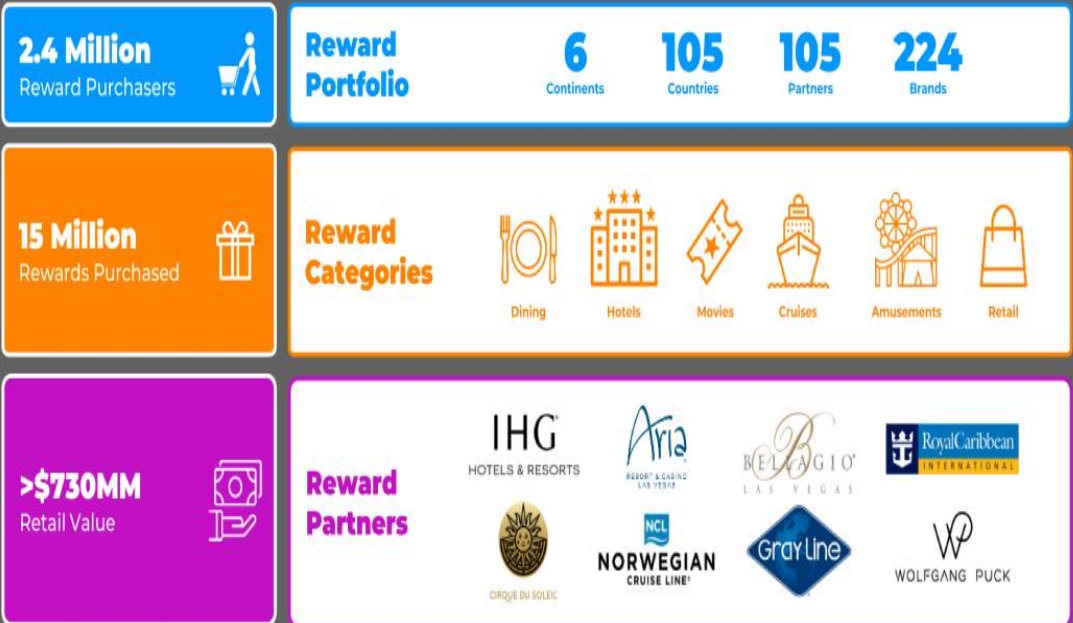 2.4 Million
Reward Purchasers
Reward
Portfolio
6
Continents
105
Countries
105
Partners
224
Brands
15 Million
Rewards Purchased
Reward
Categories
Dining
Hotels
Movies
Cruises
Amusements
Retail
>$730MM
Retail Value
Reward
Partners
IHG
HOTELS & RESORTS
Aria
RESORT & CASINO
LAS VEGAS
B
BELLAGIO
LAS VEGAS
RoyalCaribbean
INTERNATIONAL
CIRQUE DU SOLEIL
NCL
NORWEGIAN
CRUISE LINE®
Gray Line
WP
WOLFGANG PUCK